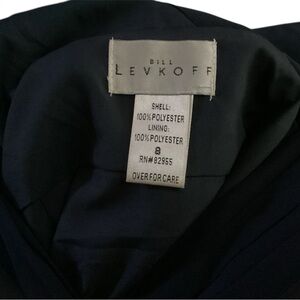 BILL
LEVKOFF
SHELL:
100%POLYESTER
LINING:
100%POLYESTER
8
RN#82955
OVER FOR CARE